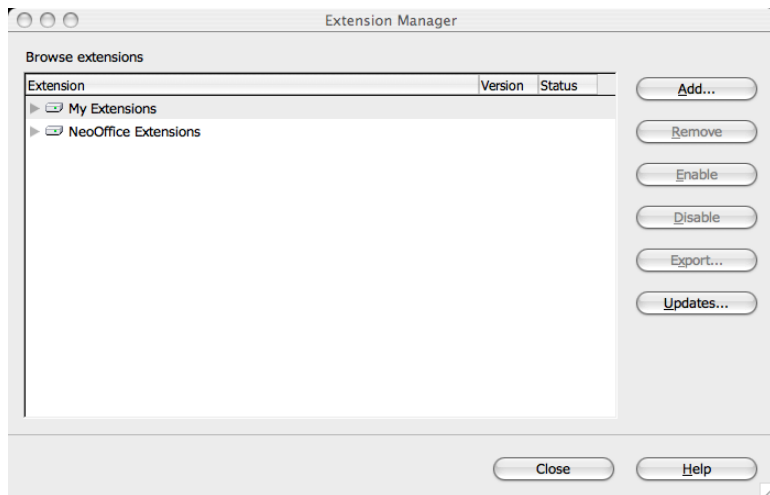 Extension Manager
Browse extensions
Extension Version Status
My Extensions
NeoOffice Extensions
Add...
Remove
Enable
Disable
Export...
Updates...
Close Help